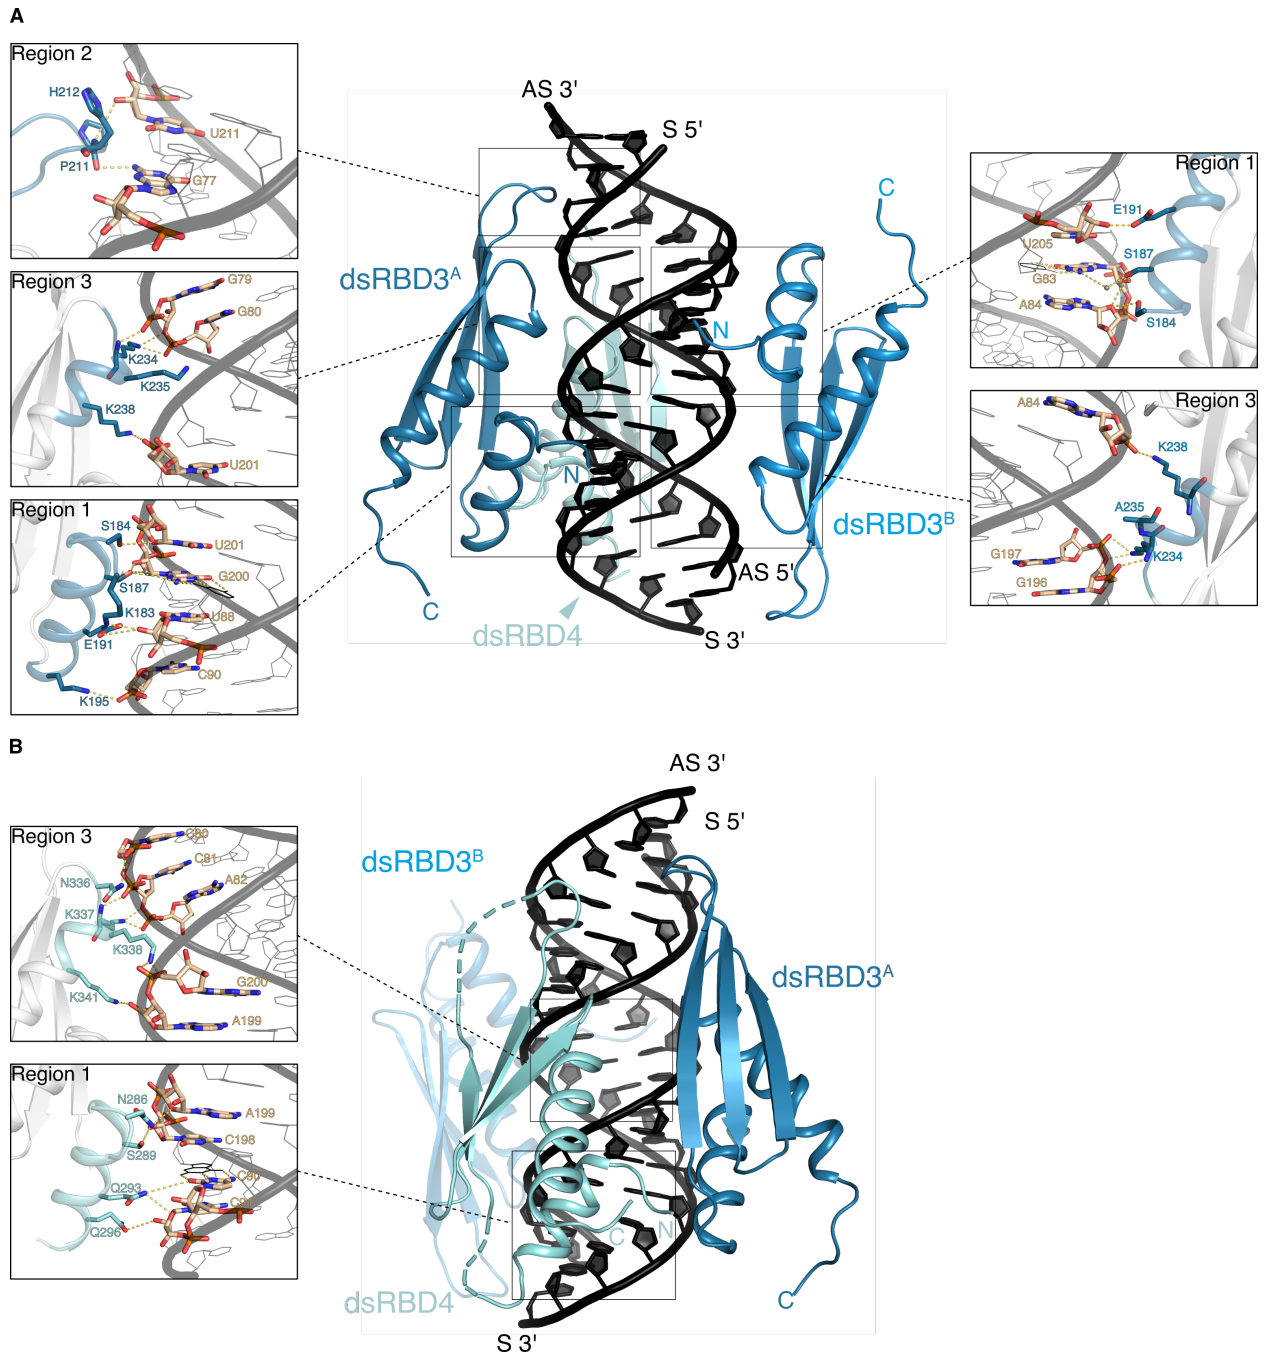 A
Region 2
H212
U211
P211
G77
Region 3
G79
G80
K234
K235
K238
U201
Region 1
S184
U201
G200
S187
K183
U88
E191
C90
K195
AS 3'
S 5'
dsRBD3A
C
N
N
dsRBD3B
AS 5'
C
dsRBD4
S 3'
Region 1
E191
U205
S187
G83
A84
S184
Region 3
A84
K238
A235
G197
K234
G196
B
Region 3
C80
C81
N336
A82
K337
K338
G200
K341
A199
Region 1
N286
A199
C198
S289
Q293
C90
Q296
AS 3'
S 5'
dsRBD3B
dsRBD3A
C
N
dsRBD4
C
S 3'